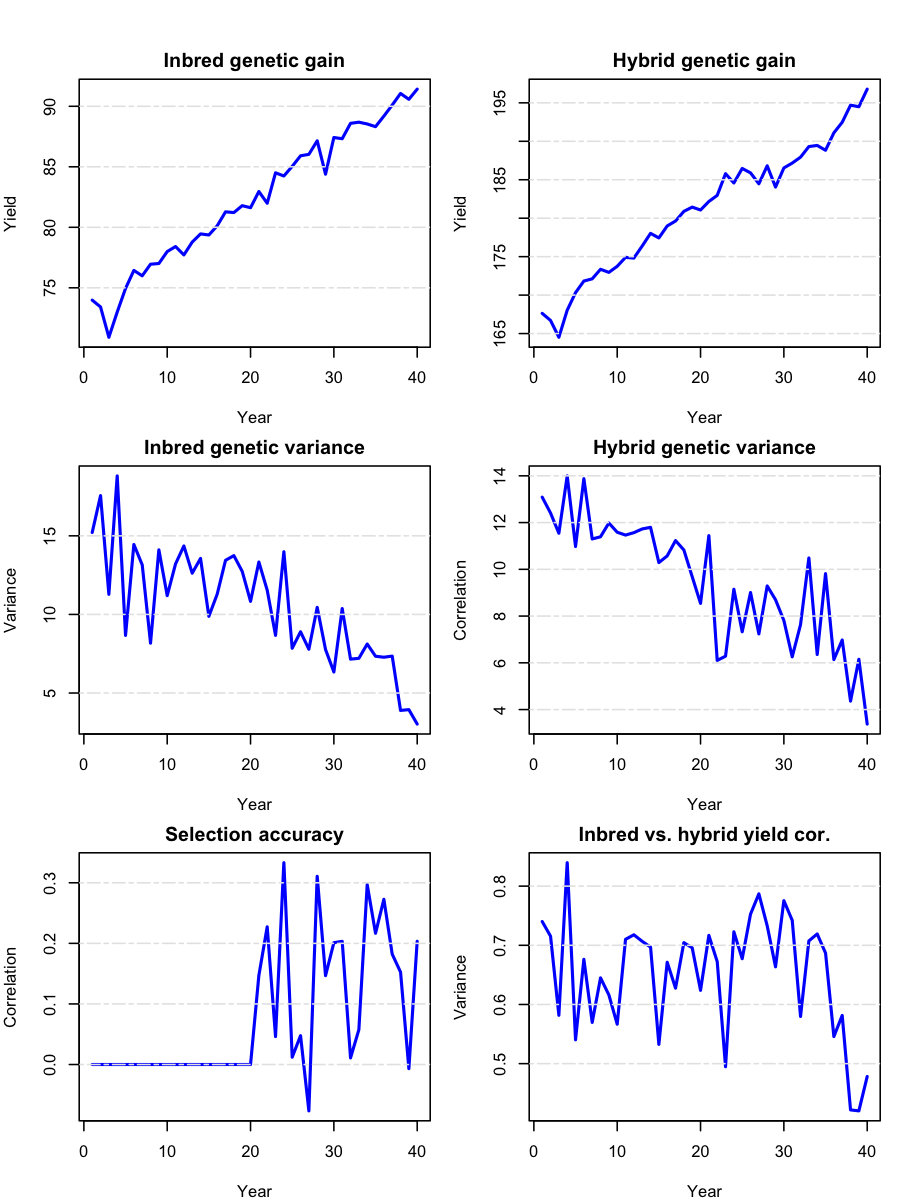 Inbred genetic gain
Yield
90
85
80
75
0 10 20 30 40
Year
Hybrid genetic gain
Yield
195
185
175
165
0 10 20 30 40
Year
Inbred genetic variance
Variance
15
10
5
0 10 20 30 40
Year
Hybrid genetic variance
Correlation
14
12
10
8
6
4
0 10 20 30 40
Year
Selection accuracy
Correlation
0.3
0.2
0.1
0.0
0 10 20 30 40
Year
Inbred vs. hybrid yield cor.
Variance
0.8
0.7
0.6
0.5
0 10 20 30 40
Year